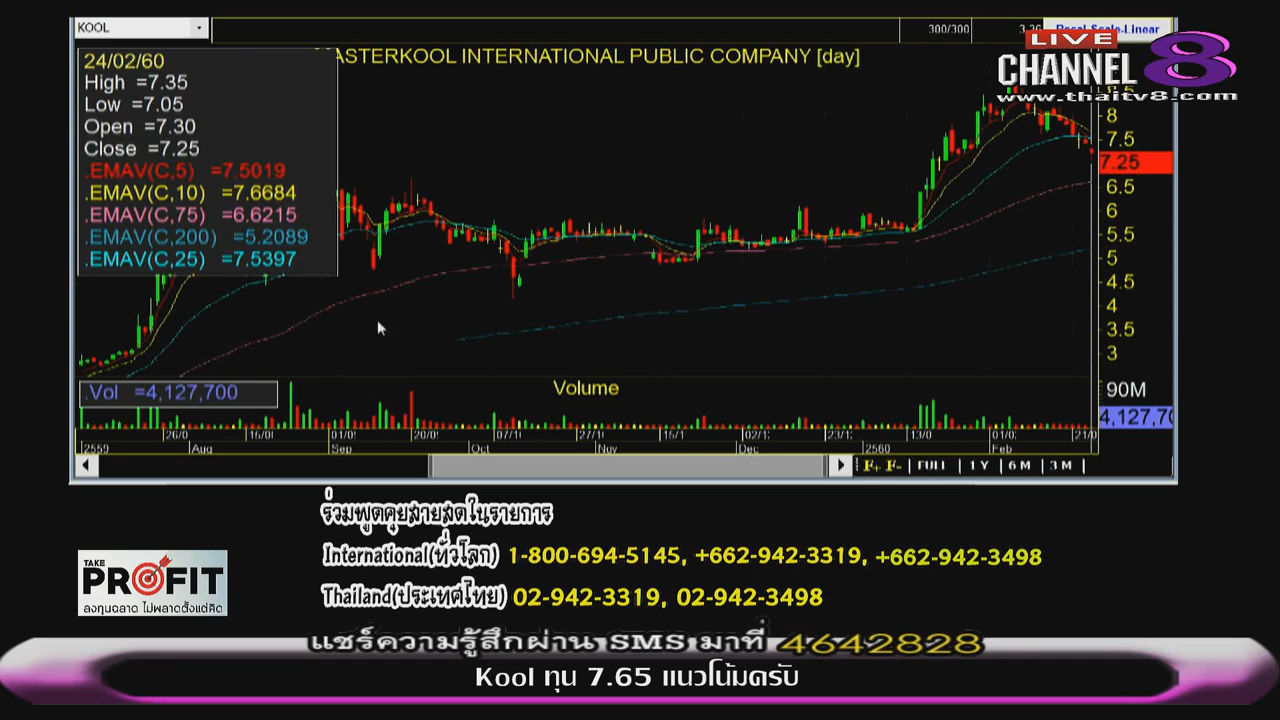 KOOL
300/300
LIVE
CHANNEL 8
www.thaitv8.com
ASTERKOOL INTERNATIONAL PUBLIC COMPANY [day]
24/02/60
High =7.35
Low =7.05
Open =7.30
Close =7.25
.EMAV(C,5) =7.5019
.EMAV(C,10) =7.6684
.EMAV(C,75) =6.6215
.EMAV(C,200) =5.2089
.EMAV(C,25) =7.5397
8
7.5
7.25
6.5
6
5.5
5
4.5
4
3.5
3
.Vol =4,127,700
Volume
90M
4,127,70
2559 Aug Sep Oct Nov Dec 2560 Feb
F+ F- FULL 1 Y 6 M 3 M
ร่วมพูดคุยสายสดในรายการ
International(ทั่วโลก) 1-800-694-5145, +662-942-3319, +662-942-3498
Thailand(ประเทศไทย) 02-942-3319, 02-942-3498
TAKE
PROFIT
ลงทุนฉลาด ไม่พลาดตั้งแต่คิด
แชร์ความรู้สึกผ่าน SMS มาที่ 4642828
Kool ทุน 7.65 แนวโน้มครับ